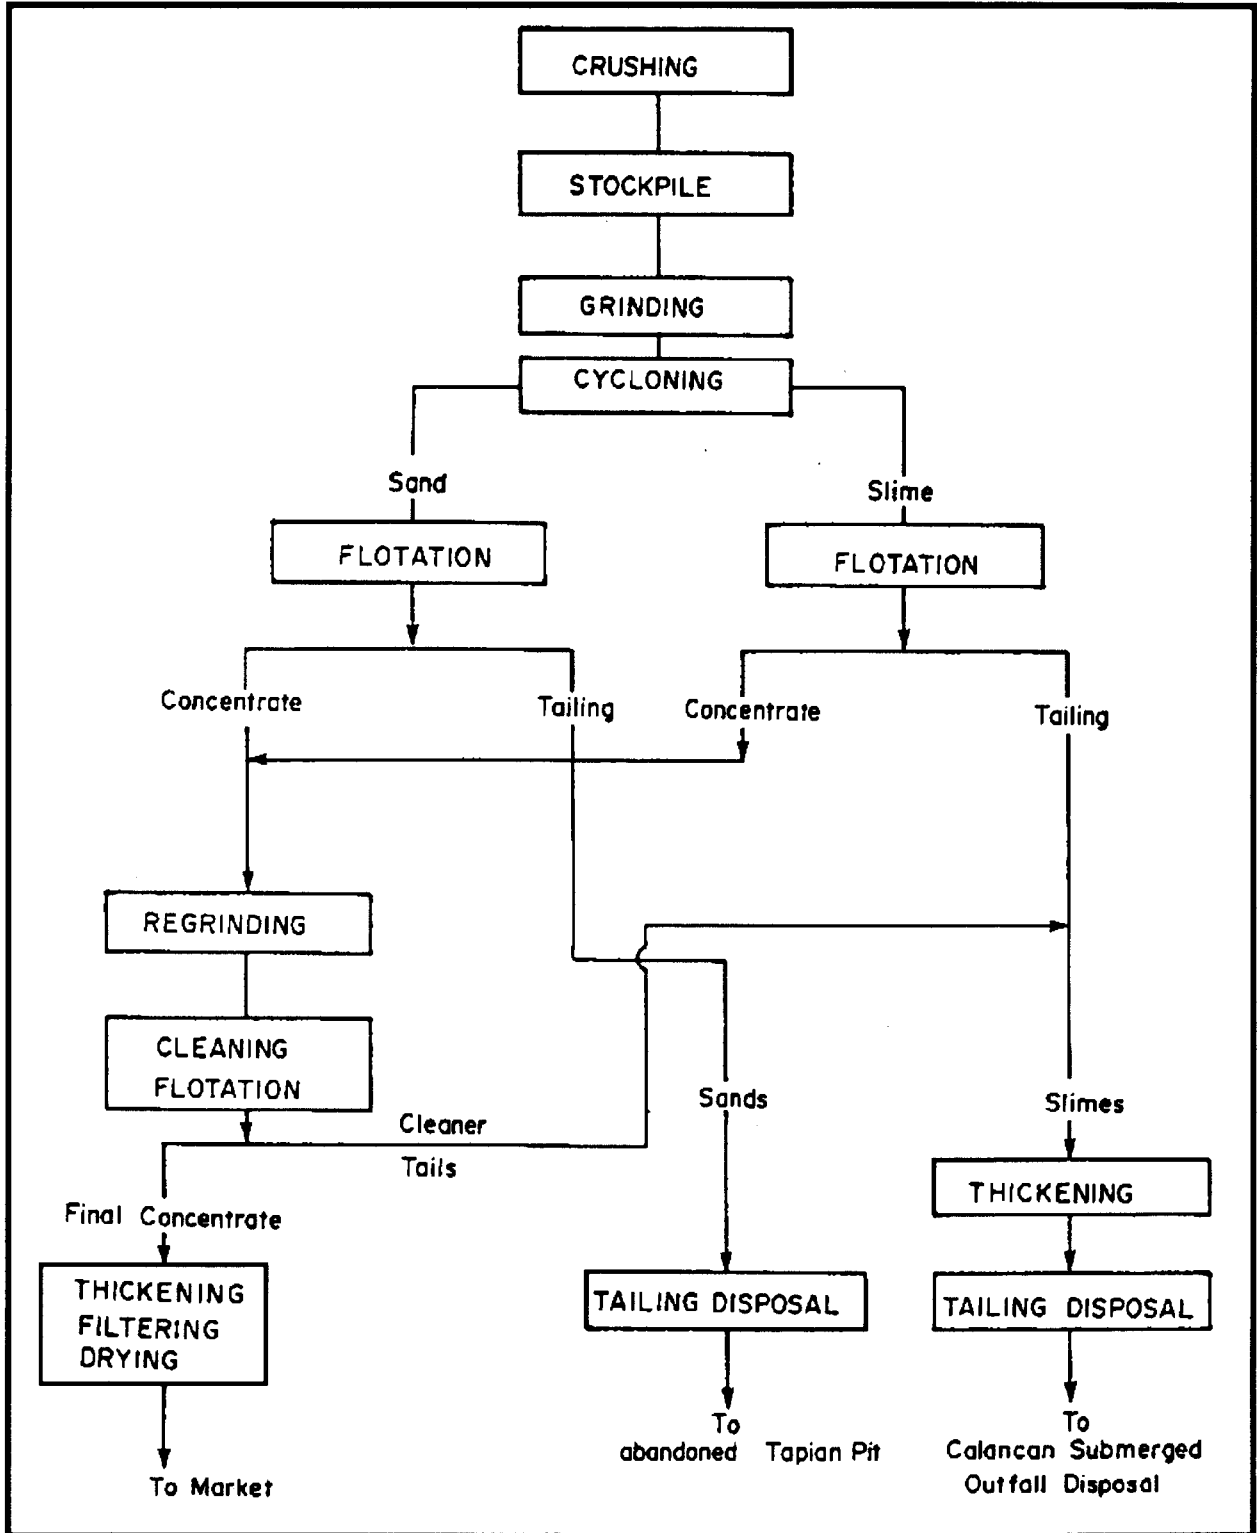 CRUSHING
STOCKPILE
GRINDING
CYCLONING
Sand
Slime
FLOTATION
FLOTATION
Concentrate
Tailing
Concentrate
Tailing
REGRINDING
CLEANING
FLOTATION
Cleaner
Tails
Sands
Slimes
Final Concentrate
THICKENING
THICKENING
FILTERING
DRYING
TAILING DISPOSAL
TAILING DISPOSAL
To
abandoned Tapian Pit
To
Calancan Submerged
Outfall Disposal
To Market